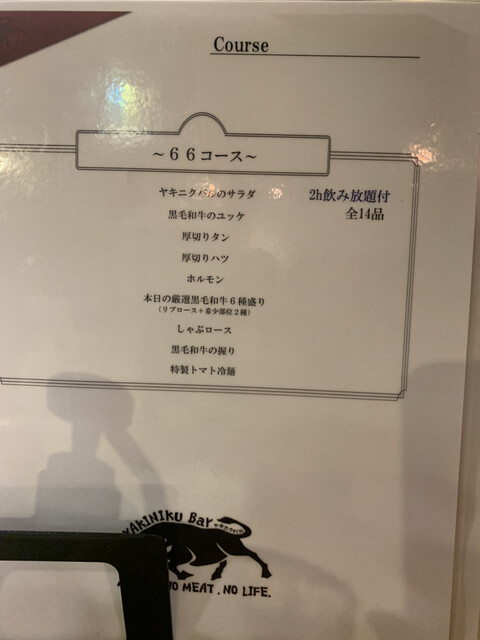 Course
~66コース~
ヤキニクバルのサラダ
2h飲み放題付
黒毛和牛のユッケ
全14品
厚切りタン
厚切りハツ
ホルモン
本日の厳選黒毛和牛6種盛り
(リブロース+希少部位2種)
しゃぶロース
黒毛和牛の握り
特製トマト冷麺
YAKINIKU BaY
NO MEAT, NO LIFE.